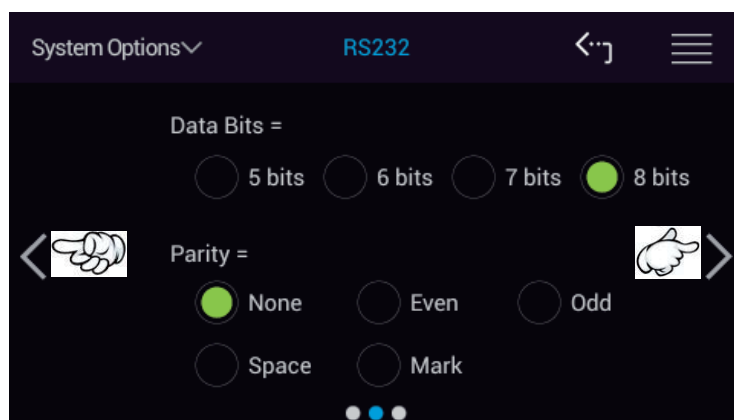 System Options RS232
Data Bits =
5 bits 6 bits 7 bits 8 bits
Parity =
None Even Odd
Space Mark